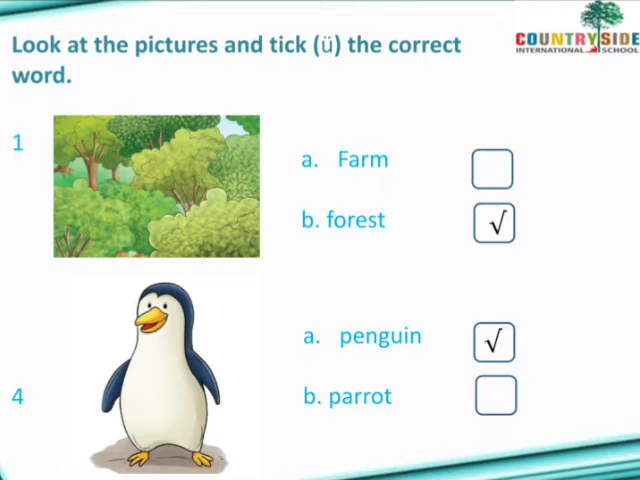 Look at the pictures and tick (ü) the correct
word.
COUNTRYSIDE
INTERNATIONAL SCHOOL
1
a. Farm
b. forest √
a. penguin √
4
b. parrot